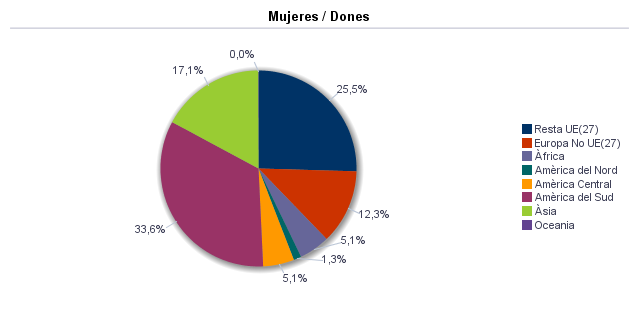 Mujeres / Dones
0,0%
17,1%
25,5%
33,6%
12,3%
5,1%
1,3%
5,1%
Resta UE(27)
Europa No UE(27)
Àfrica
Amèrica del Nord
Amèrica Central
Amèrica del Sud
Àsia
Oceania